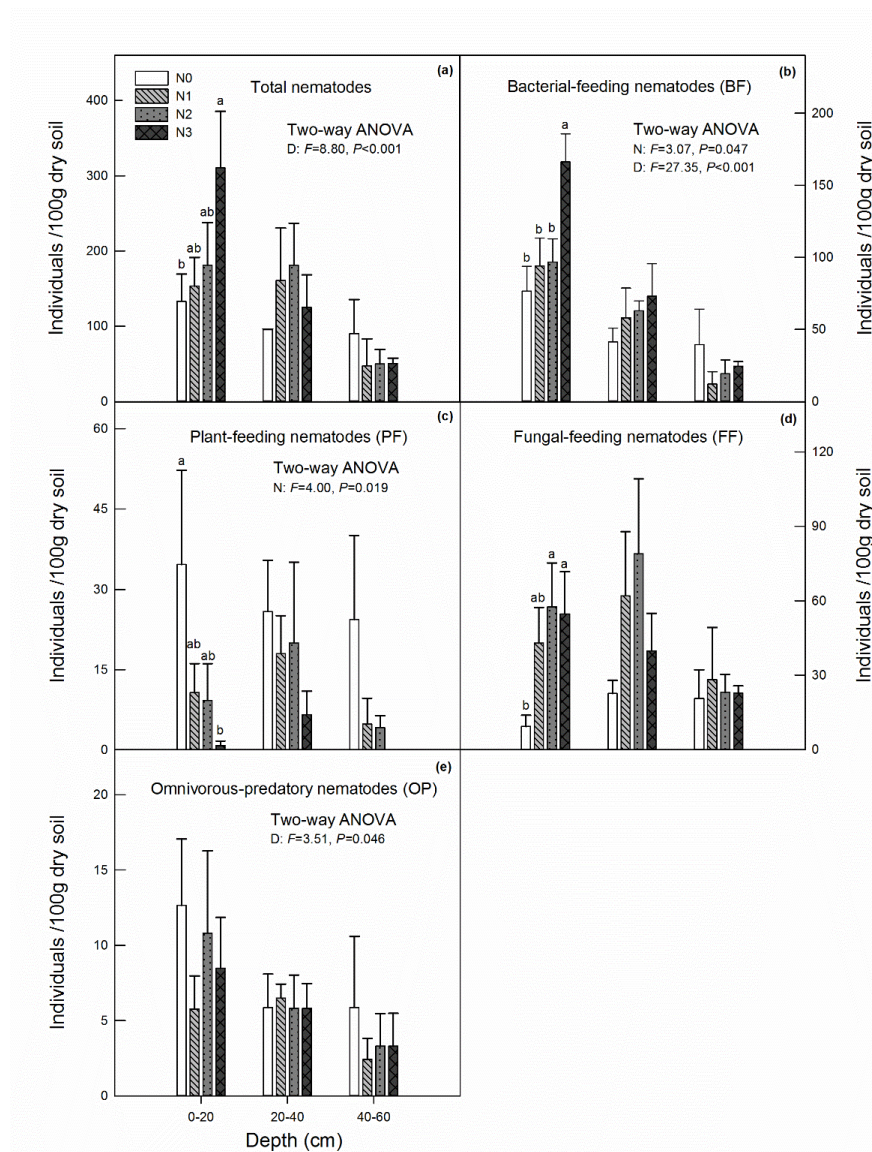 (a)
N0
N1
N2
N3
Total nematodes
Two-way ANOVA
D: F=8.80, P<0.001
Individuals /100g dry soil
400
300
200
100
0
b
ab
ab
a
(b)
Bacterial-feeding nematodes (BF)
Two-way ANOVA
N: F=3.07, P=0.047
D: F=27.35, P<0.001
b
b
b
a
200
150
100
50
0
Individuals /100g dry soil
(c)
Plant-feeding nematodes (PF)
Two-way ANOVA
N: F=4.00, P=0.019
Individuals /100g dry soil
60
45
30
15
0
a
ab
ab
b
(d)
Fungal-feeding nematodes (FF)
b
ab
a
a
120
90
60
30
0
Individuals /100g dry soil
(e)
Omnivorous-predatory nematodes (OP)
Two-way ANOVA
D: F=3.51, P=0.046
Individuals /100g dry soil
20
15
10
5
0
0-20
20-40
40-60
Depth (cm)